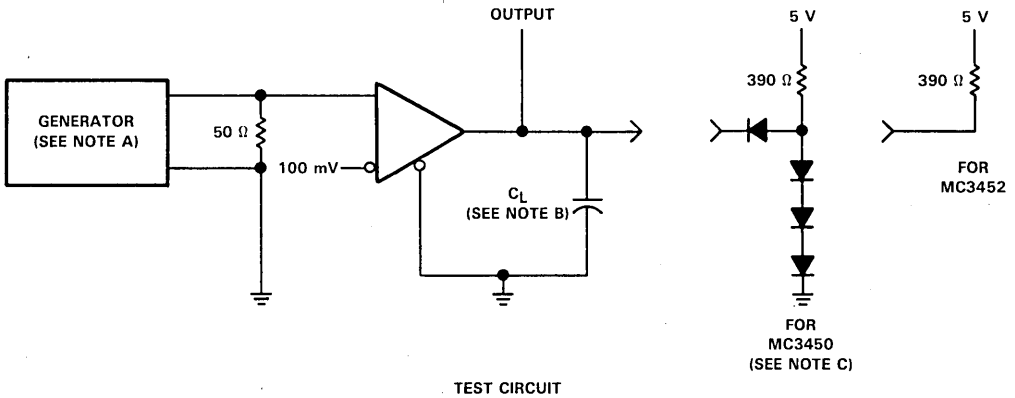 OUTPUT
5 V
5 V
390 Ω
390 Ω
GENERATOR
(SEE NOTE A)
50 Ω
100 mV
CL
(SEE NOTE B)
FOR
MC3452
FOR
MC3450
(SEE NOTE C)
TEST CIRCUIT